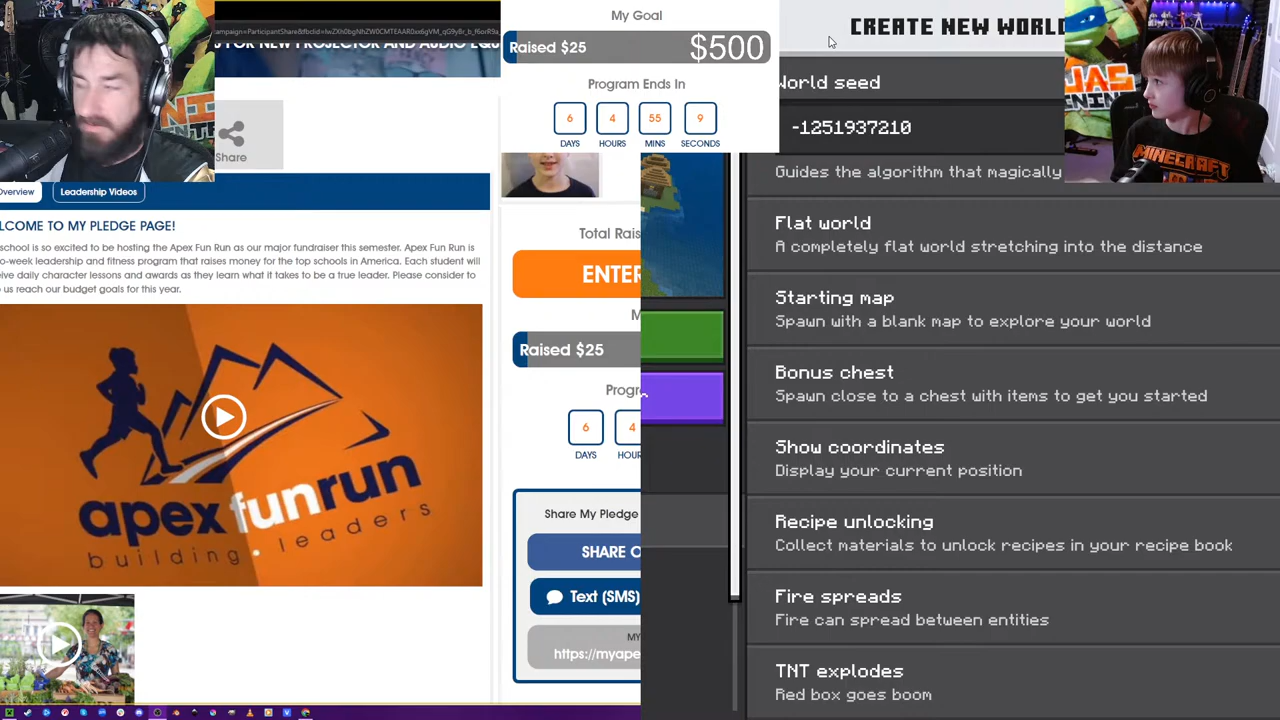 My Goal
Raised $25
$500
Program Ends In
6
4
55
9
DAYS
HOURS
MINS
SECONDS
Share
Overview
Leadership Videos
LCOME TO MY PLEDGE PAGE!
school is so excited to be hosting the Apex Fun Run as our major fundraiser this semester. Apex Fun Run is
o-week leadership and fitness program that raises money for the top schools in America. Each student will
ive daily character lessons and awards as they learn what it takes to be a true leader. Please consider
us reach our budget goals for this year.
apex funrun
building leaders
Total Rais
ENTER
M
Raised $25
Progr
6
4
DAYS
HOUR
Share My Pledge
SHARE O
Text (SMS)
MY
https://myape
CREATE NEW WORLD
World seed
-1251937210
Guides the algorithm that magically
Flat world
A completely flat world stretching into the distance
Starting map
Spawn with a blank map to explore your world
Bonus chest
Spawn close to a chest with items to get you started
Show coordinates
Display your current position
Recipe unlocking
Collect materials to unlock recipes in your recipe book
Fire spreads
Fire can spread between entities
TNT explodes
Red box goes boom
MINECRAFT